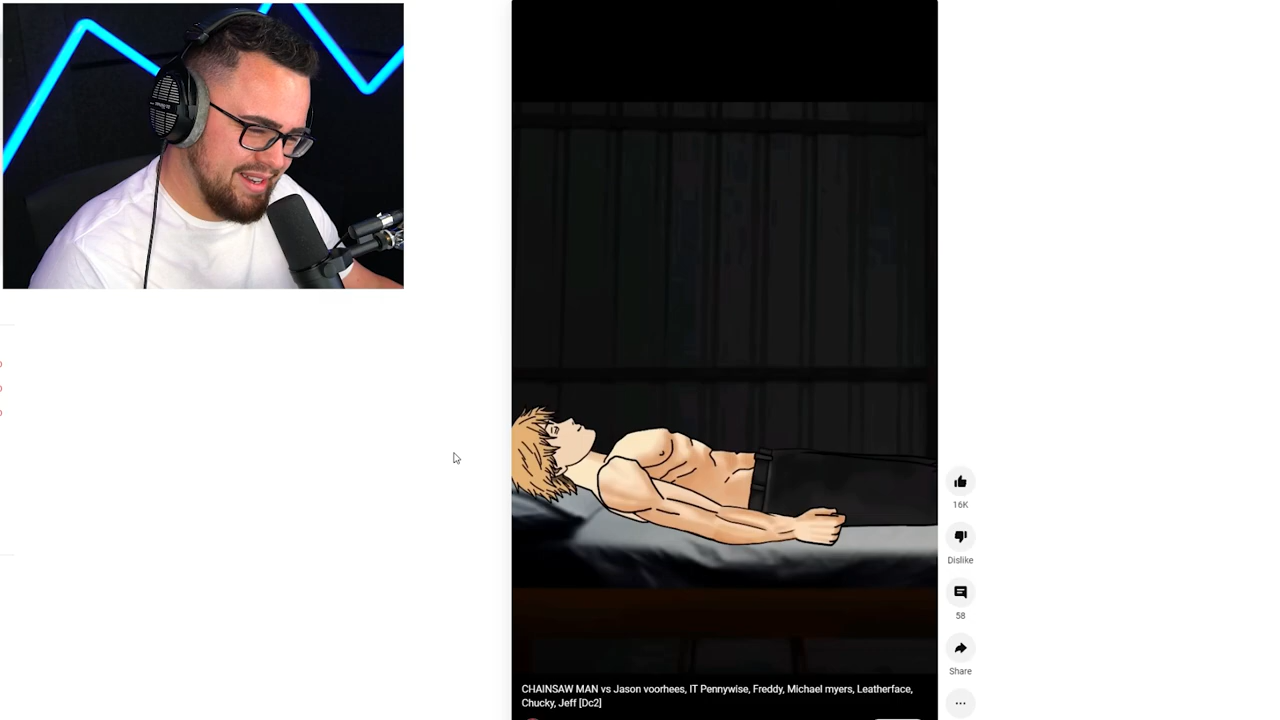 16K
Dislike
58
Share
CHAINSAW MAN vs Jason voorhees, IT Pennywise, Freddy, Michael myers, Leatherface,
Chucky, Jeff [Dc2]